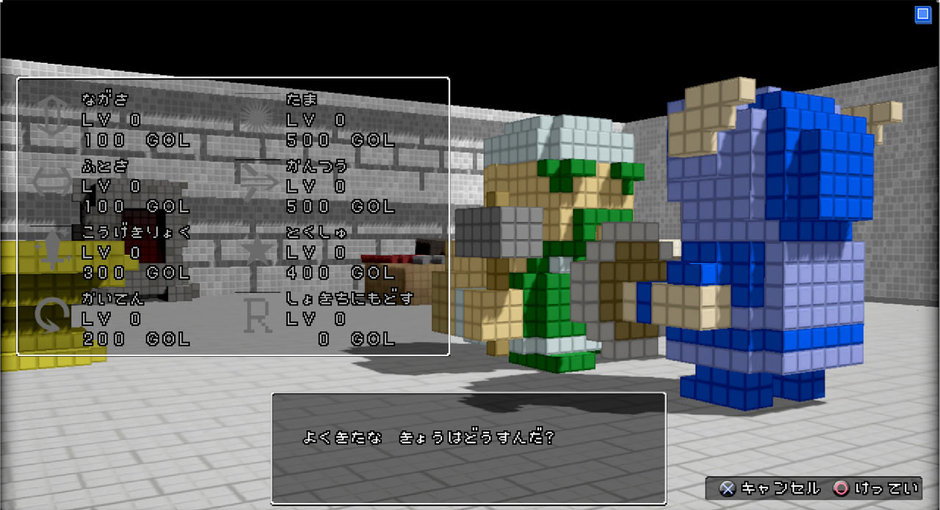 ながさ
LV 0
100 GOL
ふとさ
LV 0
100 GOL
こうげきりょく
LV 0
300 GOL
かいてん
LV 0
200 GOL
たま
LV 0
500 GOL
かんつう
LV 0
500 GOL
とくしゅ
LV 0
400 GOL
R
しょきちにもどす
LV 0
0 GOL
よくきたな きょうはどうすんだ?
キャンセル けってい